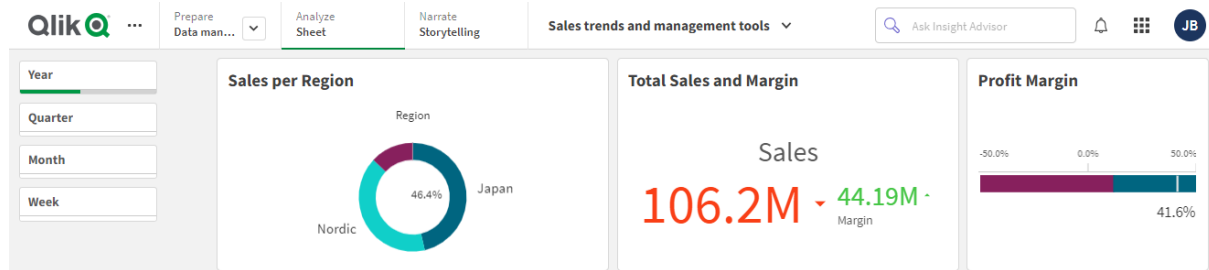 Qlik
Prepare
Data man...
Analyze
Sheet
Narrate
Storytelling
Sales trends and management tools
Ask Insight Advisor
JB
Year
Quarter
Month
Week
Sales per Region
Region
46.4%
Japan
Nordic
Total Sales and Margin
Sales
106.2M
44.19M
Margin
Profit Margin
-50.0% 0.0% 50.0%
41.6%